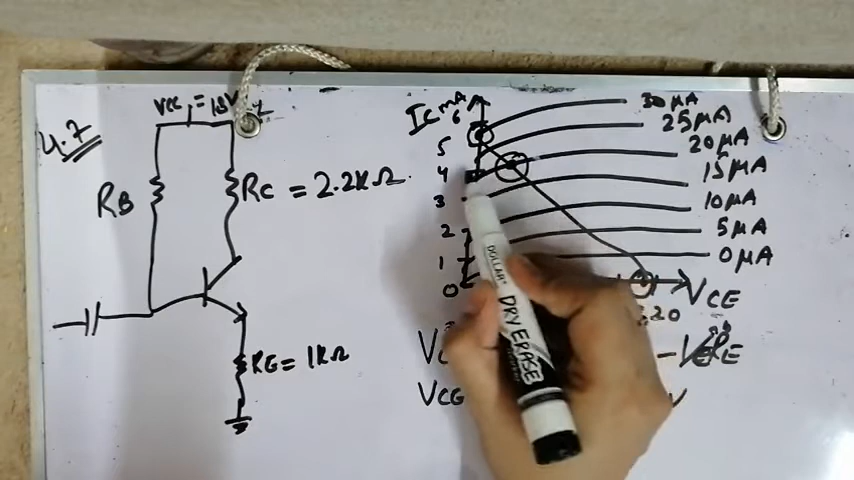 4.7
VCC = 18V
RB
RC = 2.2KΩ
RE = 1KΩ
IC mA
6
5
4
3
2
1
0
30 μA
25 μA
20 μA
15 μA
10 μA
5 μA
0 μA
VCE
20
VCE
DOLLAR
DRY ERASE